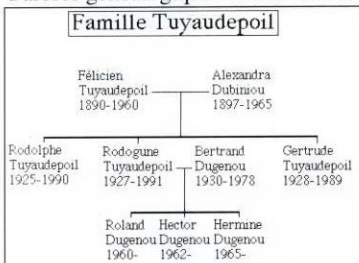 Famille Tuyaudepoil
Félicien
Tuyaudepoil
1890-1960
Alexandra
Dubiniou
1897-1965
Rodolphe
Tuyaudepoil
1925-1990
Rodogune
Tuyaudepoil
1927-1991
Bertrand
Dugenou
1930-1978
Gertrude
Tuyaudepoil
1928-1989
Roland
Dugenou
1960-
Hector
Dugenou
1962-
Hermine
Dugenou
1965-